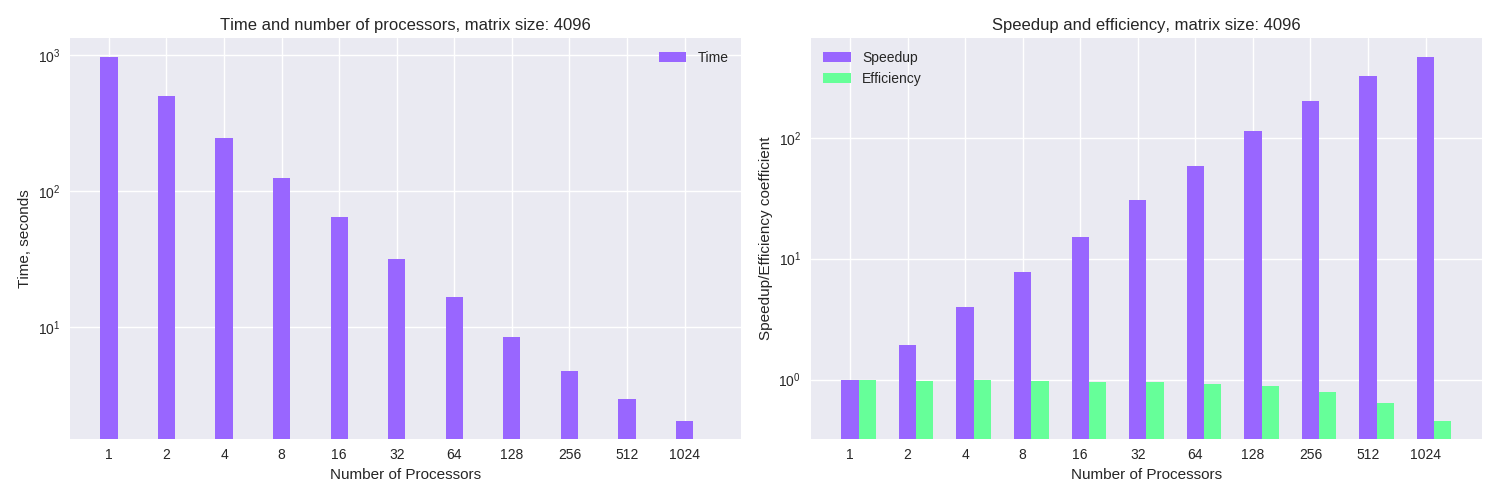 Time and number of processors, matrix size: 4096
Time
Time, seconds
10³
10²
10¹
1 2 4 8 16 32 64 128 256 512 1024
Number of Processors
Speedup and efficiency, matrix size: 4096
Speedup
Efficiency
Speedup/Efficiency coefficient
10²
10¹
10⁰
1 2 4 8 16 32 64 128 256 512 1024
Number of Processors